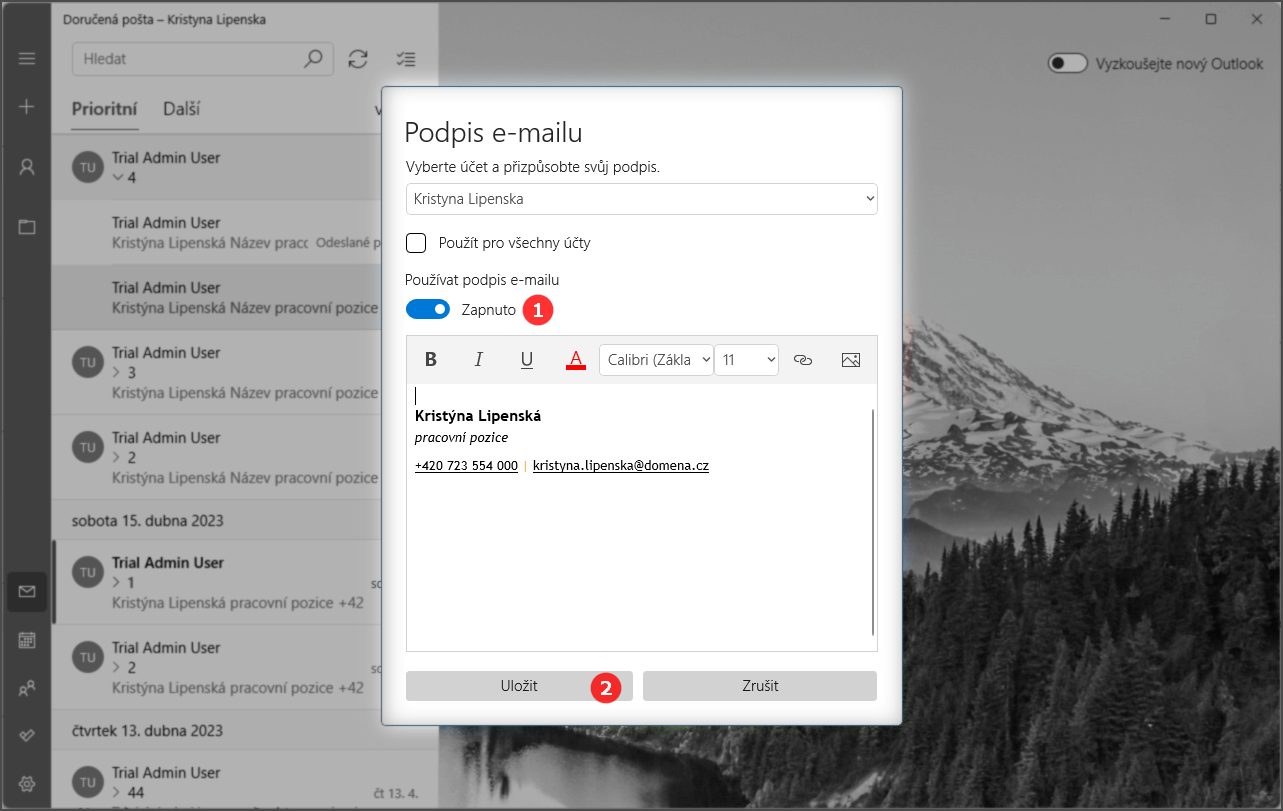 Doručená pošta – Kristyna Lipenska
Hledat
Vyzkoušejte nový Outlook
Prioritní Další
TU Trial Admin User
4
Trial Admin User
Kristýna Lipenská Název prac Odeslané p
Trial Admin User
Kristýna Lipenská Název pracovní pozice
TU Trial Admin User
3
Kristýna Lipenská Název pracovní pozice
TU Trial Admin User
2
Kristýna Lipenská Název pracovní pozice
sobota 15. dubna 2023
TU Trial Admin User
1 so
Kristýna Lipenská pracovní pozice +42
TU Trial Admin User
2 so
Kristýna Lipenská pracovní pozice +42
čtvrtek 13. dubna 2023
TU Trial Admin User
44 čt 13. 4.
Podpis e-mailu
Vyberte účet a přizpůsobte svůj podpis.
Kristyna Lipenska
Použít pro všechny účty
Používat podpis e-mailu
Zapnuto 1
B I U A Calibri (Zákla 11
Kristýna Lipenská
pracovní pozice
+420 723 554 000 | kristyna.lipenska@domena.cz
Uložit 2 Zrušit